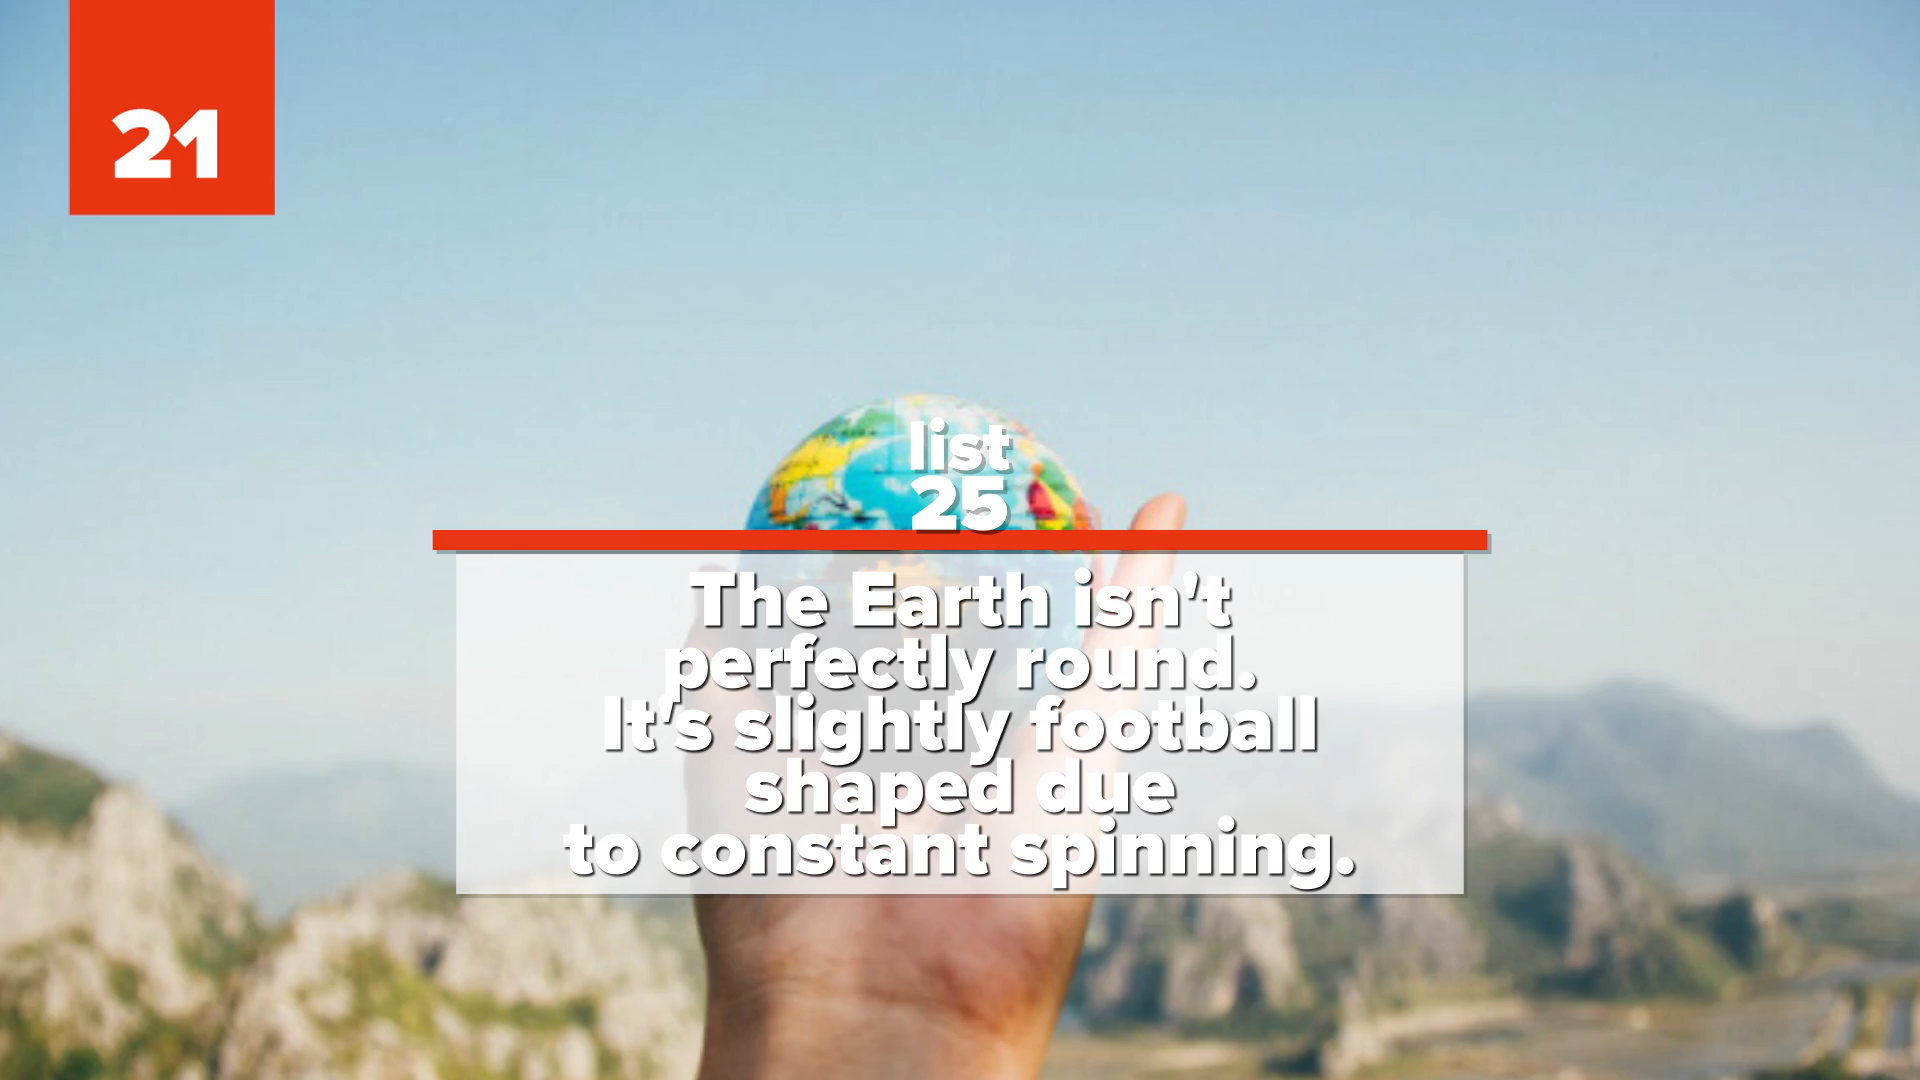 21
list
25
The Earth isn't
perfectly round.
It's slightly football
shaped due
to constant spinning.